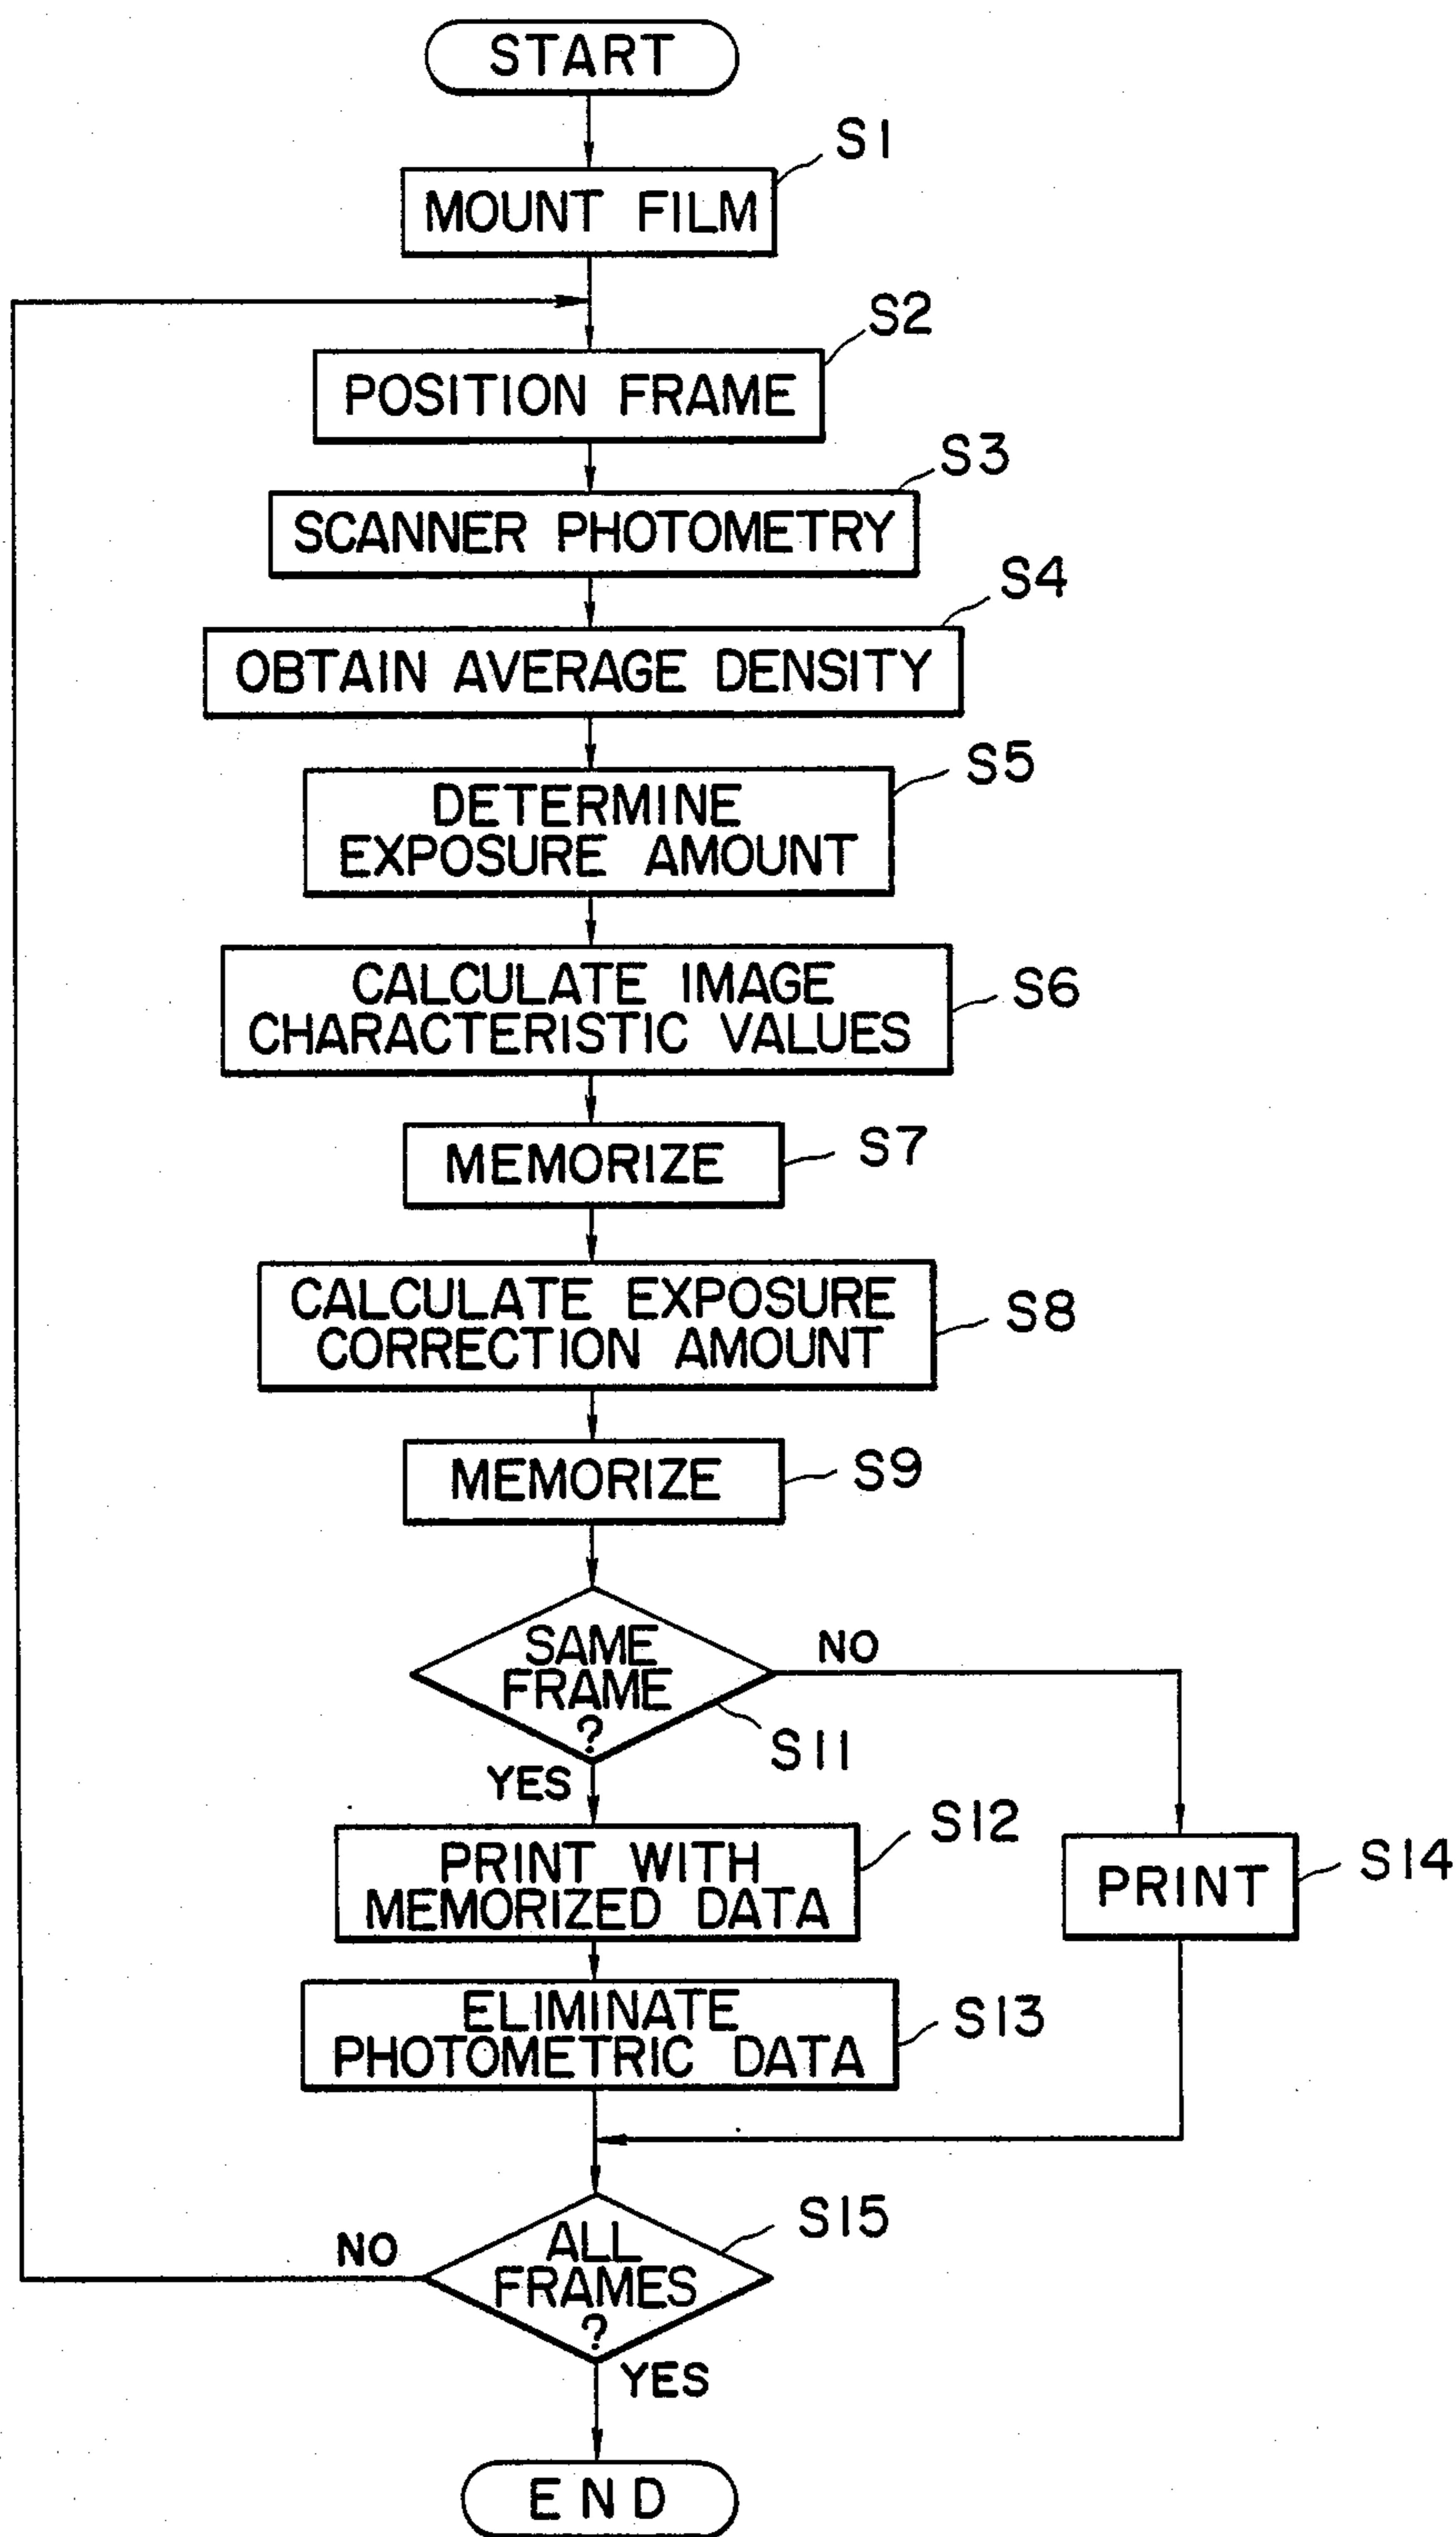 START
S1
MOUNT FILM
S2
POSITION FRAME
S3
SCANNER PHOTOMETRY
S4
OBTAIN AVERAGE DENSITY
S5
DETERMINE
EXPOSURE AMOUNT
CALCULATE IMAGE
CHARACTERISTIC VALUES
S6
MEMORIZE
S7
CALCULATE EXPOSURE
CORRECTION AMOUNT
S8
MEMORIZE
S9
SAME
FRAME
?
NO
S11
YES
PRINT WITH
MEMORIZED DATA
S12
PRINT
S14
ELIMINATE
PHOTOMETRIC DATA
S13
ALL
FRAMES
?
S15
NO
YES
END